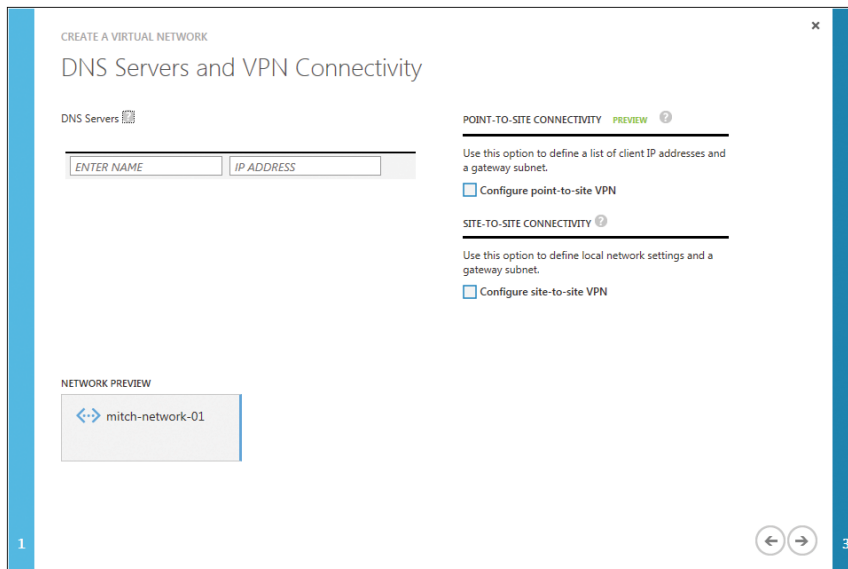 CREATE A VIRTUAL NETWORK
×
DNS Servers and VPN Connectivity
DNS Servers ?
ENTER NAME
IP ADDRESS
POINT-TO-SITE CONNECTIVITY PREVIEW ?
Use this option to define a list of client IP addresses and
a gateway subnet.
Configure point-to-site VPN
SITE-TO-SITE CONNECTIVITY ?
Use this option to define local network settings and a
gateway subnet.
Configure site-to-site VPN
NETWORK PREVIEW
mitch-network-01
1
3